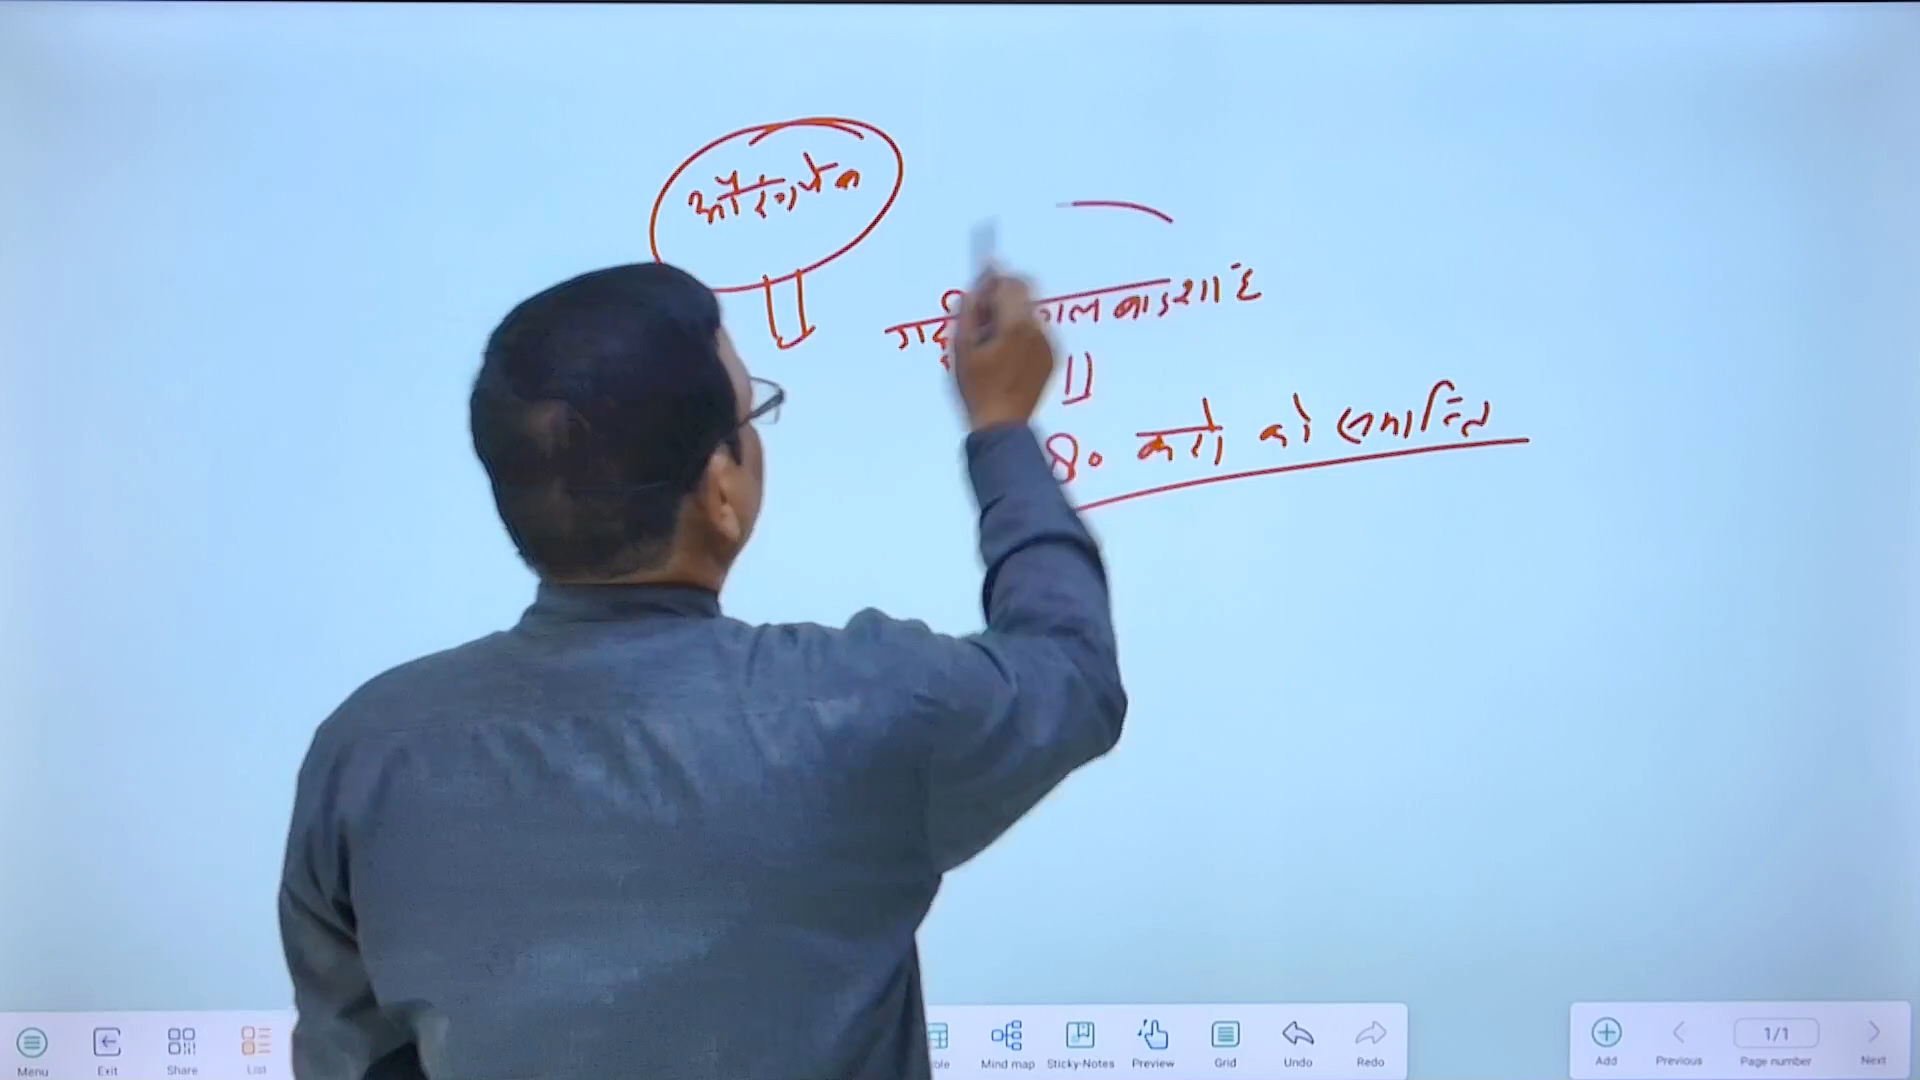 औरंगजेब
बादशाह
80 करों को समाप्ति
Menu Exit Share List Mind map Sticky-Notes Preview Grid Undo Redo Add Previous 1/1 Page number Next